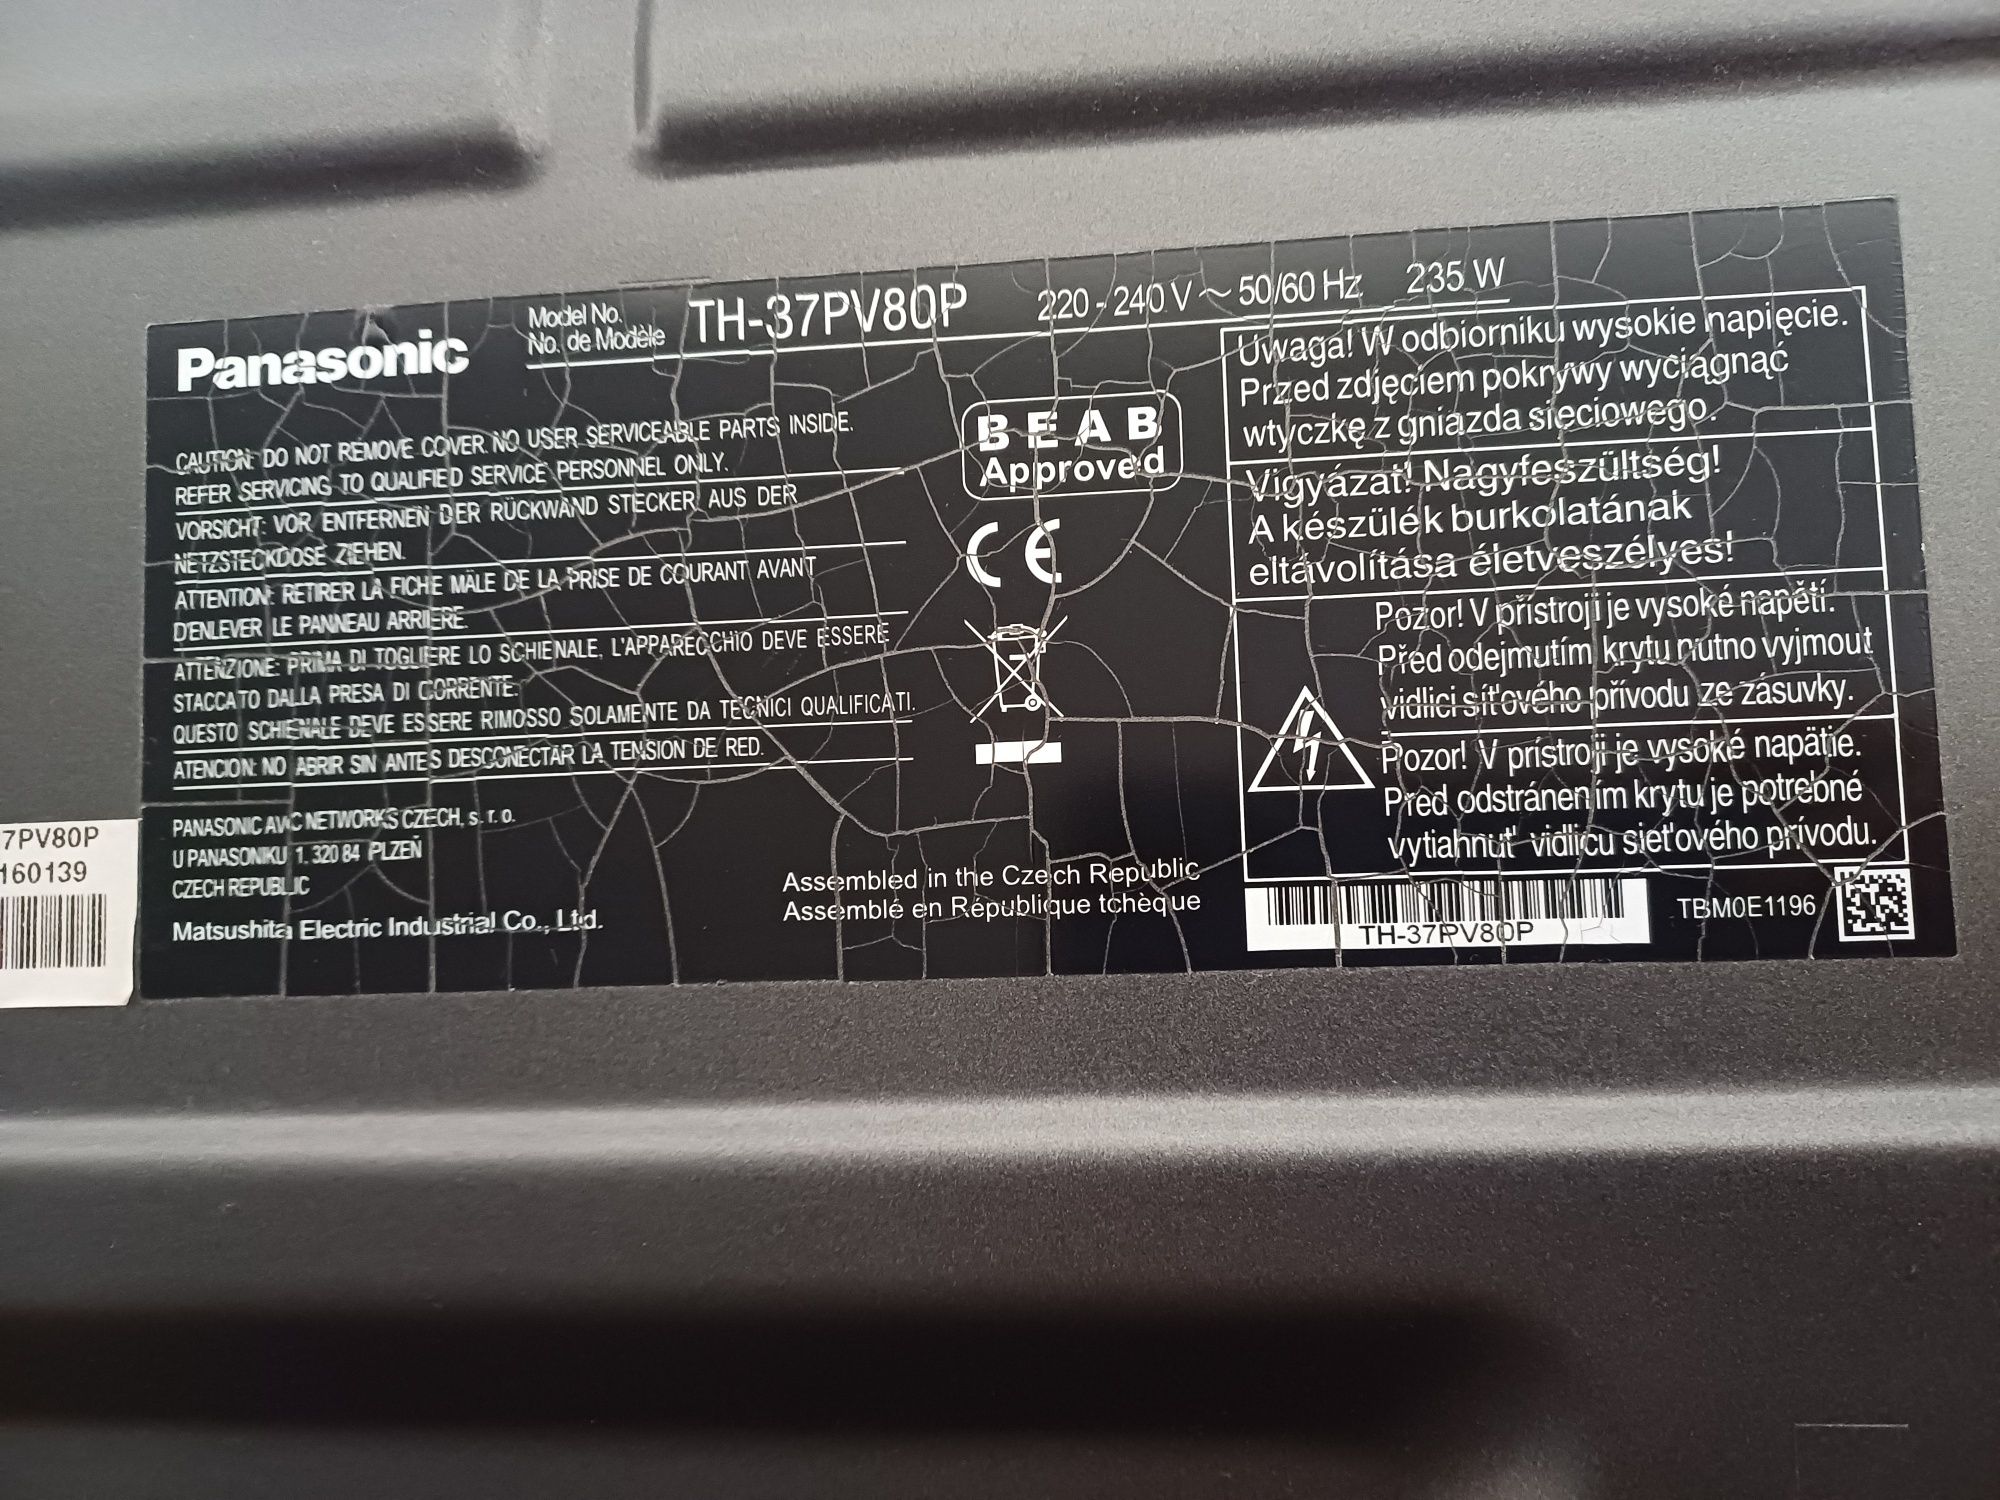 Panasonic
Model No.
No. de Modèle
TH-37PV80P
220 - 240 V ~ 50/60 Hz 235 W
CAUTION: DO NOT REMOVE COVER. NO USER SERVICEABLE PARTS INSIDE.
REFER SERVICING TO QUALIFIED SERVICE PERSONNEL ONLY.
VORSICHT: VOR ENTFERNEN DER RÜCKWAND STECKER AUS DER
NETZSTECKDOSE ZIEHEN.
ATTENTION: RETIRER LA FICHE MÂLE DE LA PRISE DE COURANT AVANT
D'ENLEVER LE PANNEAU ARRIERE.
ATTENZIONE: PRIMA DI TOGLIERE LO SCHIENALE, L'APPARECCHIO DEVE ESSERE
STACCATO DALLA PRESA DI CORRENTE.
QUESTO SCHIENALE DEVE ESSERE RIMOSSO SOLAMENTE DA TECNICI QUALIFICATI.
ATENCION: NO ABRIR SIN ANTES DESCONECTAR LA TENSION DE RED.
PANASONIC AVC NETWORKS CZECH, s. r. o.
U PANASONIKU 1. 320 84 PLZEŇ
CZECH REPUBLIC
Matsushita Electric Industrial Co., Ltd.
BEAB
Approved
CE
Assembled in the Czech Republic
Assemblé en République tchèque
Uwaga! W odbiorniku wysokie napięcie.
Przed zdjęciem pokrywy wyciągnąć
wtyczkę z gniazda sięciowego.
Vigyázat! Nagyfeszültség!
A készülék burkolatának
eltávolítása életveszélyes!
Pozor! V přístroji je vysoké napětí.
Před odejmutím krytu nutno vyjmout
vidlici síťového přívodu ze zásuvky.
Pozor! V prístroji je vysoké napätie.
Pred odstránením krytu je potrebné
vytiahnuť vidlicu sieťového prívodu.
TH-37PV80P
TBM0E1196
7PV80P
160139